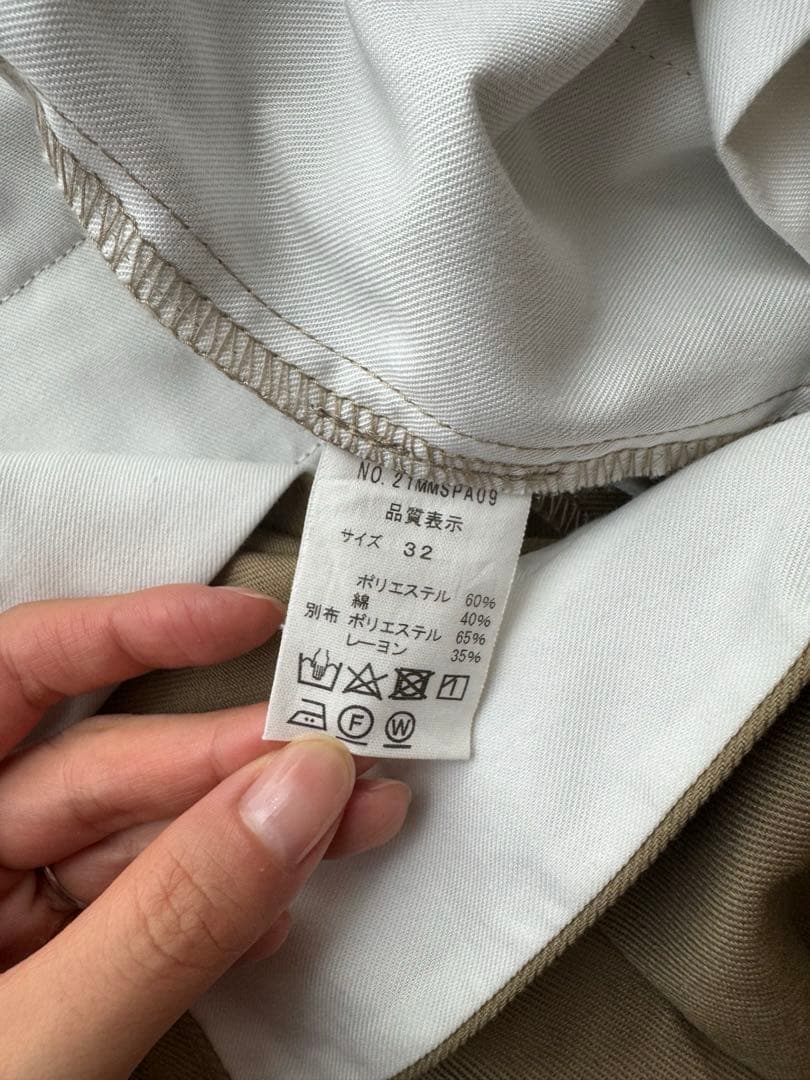 NO. 21MMSPA09
品質表示
サイズ 32
ポリエステル 60%
綿 40%
別布 ポリエステル 65%
レーヨン 35%
F W